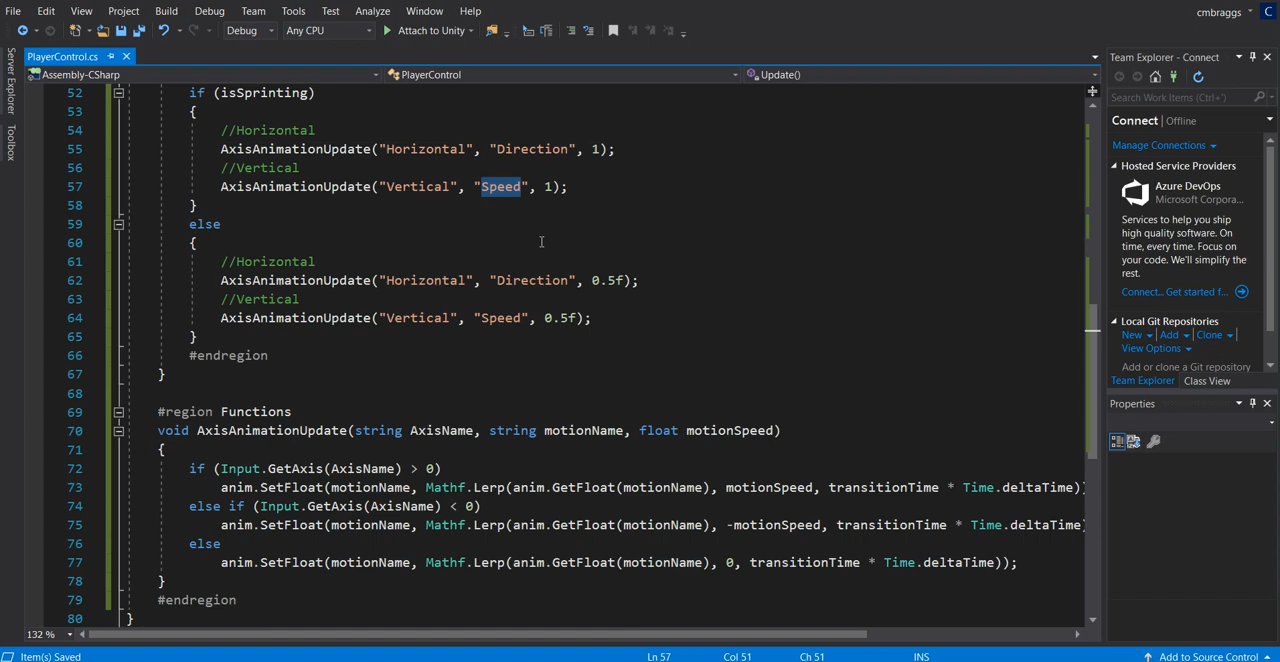 File Edit View Project Build Debug Team Tools Test Analyze Window Help cmbraggs C
Debug Any CPU Attach to Unity
Server Explorer
Toolbox
PlayerControl.cs
Assembly-CSharp PlayerControl Update()
52 if (isSprinting)
53 {
54 //Horizontal
55 AxisAnimationUpdate("Horizontal", "Direction", 1);
56 //Vertical
57 AxisAnimationUpdate("Vertical", "Speed", 1);
58 }
59 else
60 {
61 //Horizontal
62 AxisAnimationUpdate("Horizontal", "Direction", 0.5f);
63 //Vertical
64 AxisAnimationUpdate("Vertical", "Speed", 0.5f);
65 }
66 #endregion
67 }
68
69 #region Functions
70 void AxisAnimationUpdate(string AxisName, string motionName, float motionSpeed)
71 {
72 if (Input.GetAxis(AxisName) > 0)
73 anim.SetFloat(motionName, Mathf.Lerp(anim.GetFloat(motionName), motionSpeed, transitionTime * Time.deltaTime))
74 else if (Input.GetAxis(AxisName) < 0)
75 anim.SetFloat(motionName, Mathf.Lerp(anim.GetFloat(motionName), -motionSpeed, transitionTime * Time.deltaTime)
76 else
77 anim.SetFloat(motionName, Mathf.Lerp(anim.GetFloat(motionName), 0, transitionTime * Time.deltaTime));
78 }
79 #endregion
80 }
132 %
Team Explorer - Connect
Search Work Items (Ctrl+')
Connect | Offline
Manage Connections
Hosted Service Providers
Azure DevOps
Microsoft Corpora...
Services to help you ship
high quality software. On
time, every time. Focus on
your code. We'll simplify the
rest.
Connect... Get started f...
Local Git Repositories
New Add Clone
View Options
Add or clone a Git repository
Team Explorer Class View
Properties
Item(s) Saved Ln 57 Col 51 Ch 51 INS Add to Source Control